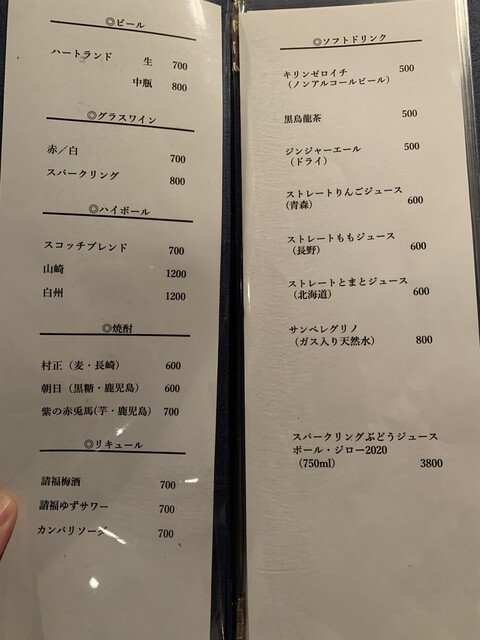 ◎ビール
ハートランド 生 700
中瓶 800
◎グラスワイン
赤／白 700
スパークリング 800
◎ハイボール
スコッチブレンド 700
山崎 1200
白州 1200
◎焼酎
村正（麦・長崎） 600
朝日（黒糖・鹿児島） 600
紫の赤兎馬(芋・鹿児島) 700
◎リキュール
請福梅酒 700
請福ゆずサワー 700
カンパリソーダ 700
◎ソフトドリンク
キリンゼロイチ 500
（ノンアルコールビール）
黒烏龍茶 500
ジンジャーエール 500
（ドライ）
ストレートりんごジュース
(青森) 600
ストレートももジュース
（長野） 600
ストレートとまとジュース
（北海道） 600
サンペレグリノ
（ガス入り天然水） 800
スパークリングぶどうジュース
ポール・ジロー2020
（750ml） 3800